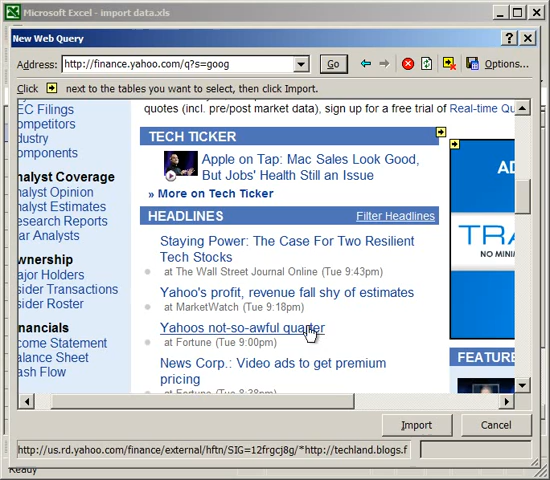 Microsoft Excel - import data.xls
New Web Query
Address: http://finance.yahoo.com/q?s=goog Go Options...
Click next to the tables you want to select, then click Import.
EC Filings
ompetitors
dustry
omponents
nalyst Coverage
nalyst Opinion
nalyst Estimates
esearch Reports
ar Analysts
wnership
ajor Holders
sider Transactions
sider Roster
nancials
come Statement
alance Sheet
ash Flow
quotes (incl. pre/post market data), sign up for a free trial of Real-time Qu
TECH TICKER
Apple on Tap: Mac Sales Look Good,
But Jobs' Health Still an Issue
» More on Tech Ticker
HEADLINES Filter Headlines
Staying Power: The Case For Two Resilient
Tech Stocks
at The Wall Street Journal Online (Tue 9:43pm)
Yahoo's profit, revenue fall shy of estimates
at MarketWatch (Tue 9:18pm)
Yahoos not-so-awful quarter
at Fortune (Tue 9:00pm)
News Corp.: Video ads to get premium
pricing
at Fortune (Tue 8:38pm)
AD
TRA
NO MINIM
FEATURE
Import Cancel
http://us.rd.yahoo.com/finance/external/hftn/SIG=12frgcj8g/*http://techland.blogs.f
Ready